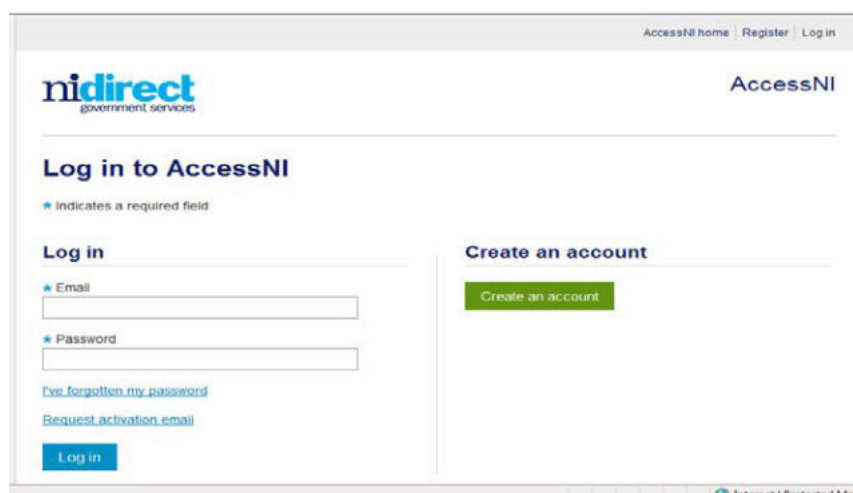 AccessNI home | Register | Log in
nidirect
government services
AccessNI
Log in to AccessNI
* Indicates a required field
Log in
* Email
* Password
I've forgotten my password
Request activation email
Log in
Create an account
Create an account